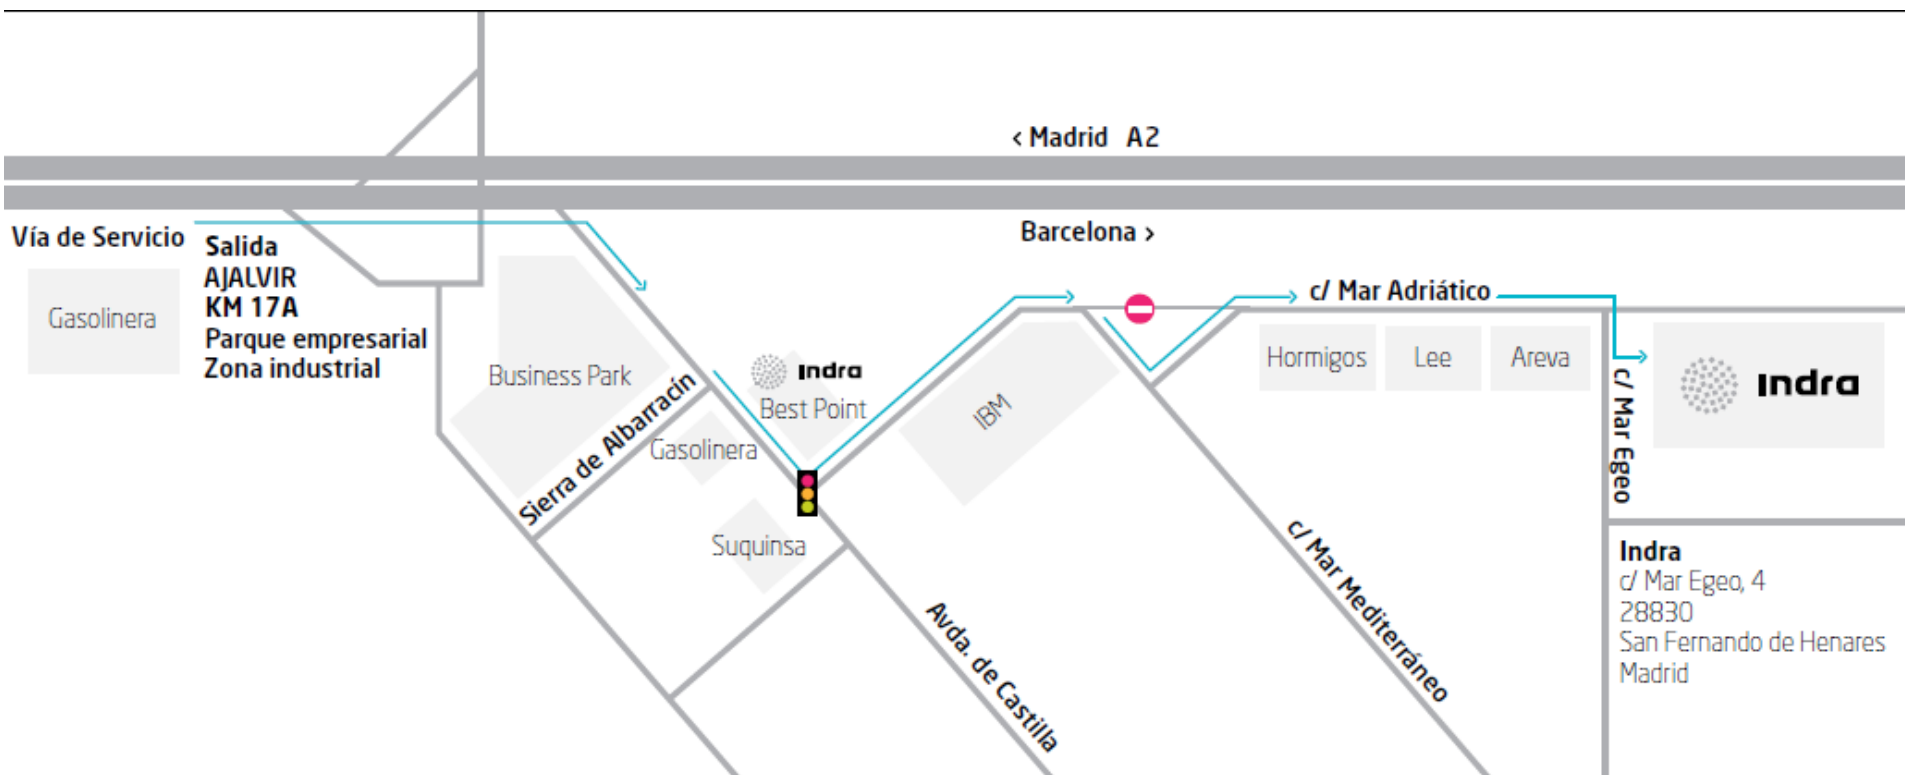 < Madrid A2
Barcelona >
Vía de Servicio
Gasolinera
Salida
AJALVIR
KM 17A
Parque empresarial
Zona industrial
Business Park
Sierra de Albarracín
Gasolinera
Suquinsa
Indra
Best Point
IBM
Avda. de Castilla
c/ Mar Mediterráneo
c/ Mar Adriático
Hormigos
Lee
Areva
c/ Mar Egeo
Indra
Indra
c/ Mar Egeo, 4
28830
San Fernando de Henares
Madrid